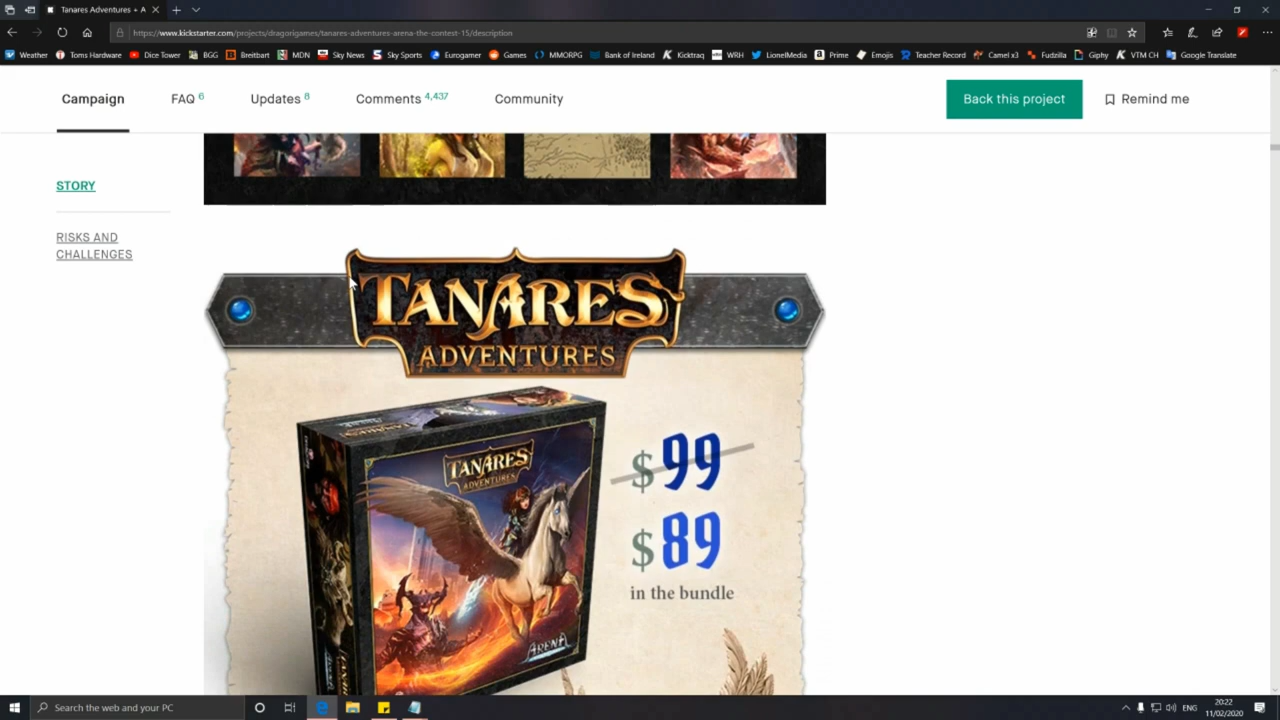 Tanares Adventures + A
https://www.kickstarter.com/projects/dragorigames/tanares-adventures-arena-the-contest-15/description
Weather Toms Hardware Dice Tower BGG Breitbart MDN Sky News Sky Sports Eurogamer Games MMORPG Bank of Ireland Kicktraq WRH LionelMedia Prime Emojis Teacher Record Camel x3 Fudzilla Giphy VTM CH Google Translate
Campaign FAQ 6 Updates 8 Comments 4,437 Community Back this project Remind me
STORY
RISKS AND
CHALLENGES
TANARES
ADVENTURES
TANARES
ADVENTURES
$99
$89
in the bundle
ARENA
Search the web and your PC
ENG
20:22
11/02/2020